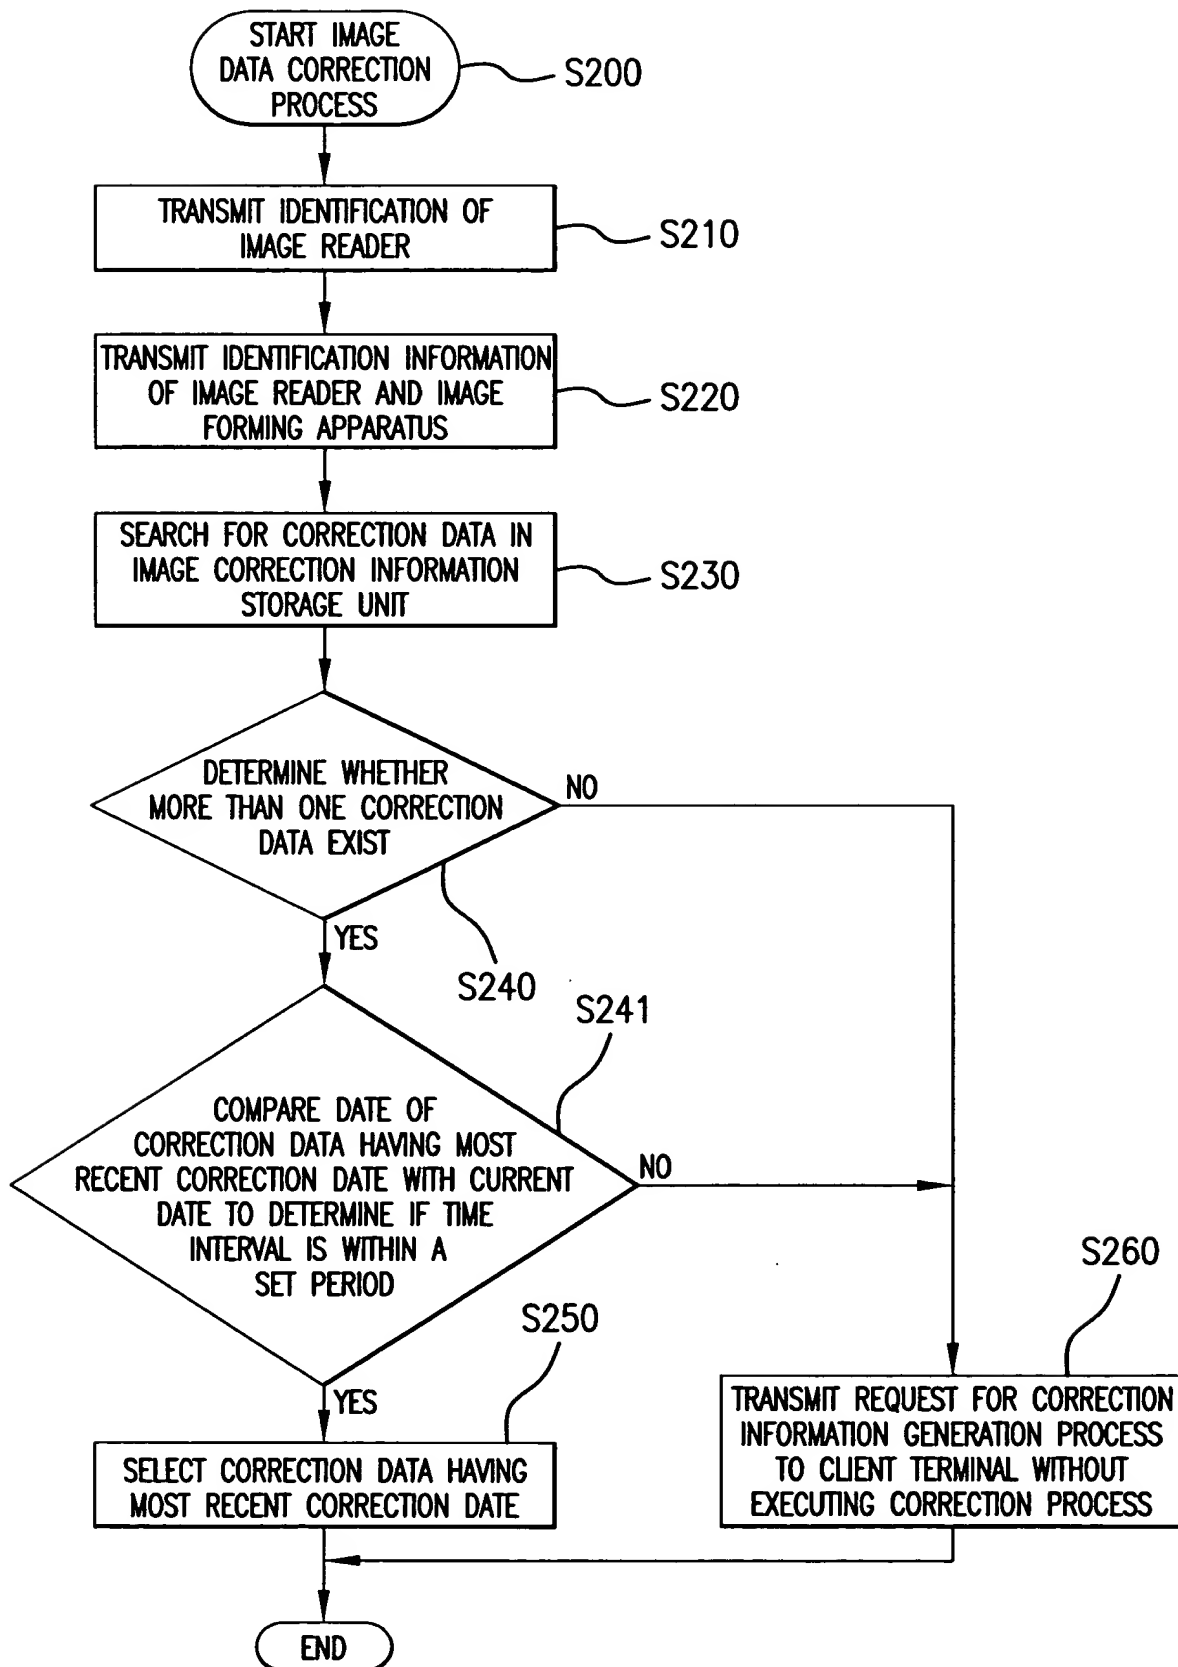 START IMAGE
DATA CORRECTION
PROCESS
S200
TRANSMIT IDENTIFICATION OF
IMAGE READER
S210
TRANSMIT IDENTIFICATION INFORMATION
OF IMAGE READER AND IMAGE
FORMING APPARATUS
S220
SEARCH FOR CORRECTION DATA IN
IMAGE CORRECTION INFORMATION
STORAGE UNIT
S230
DETERMINE WHETHER
MORE THAN ONE CORRECTION
DATA EXIST
NO
YES
S240
S241
COMPARE DATE OF
CORRECTION DATA HAVING MOST
RECENT CORRECTION DATE WITH CURRENT
DATE TO DETERMINE IF TIME
INTERVAL IS WITHIN A
SET PERIOD
NO
YES
S250
SELECT CORRECTION DATA HAVING
MOST RECENT CORRECTION DATE
S260
TRANSMIT REQUEST FOR CORRECTION
INFORMATION GENERATION PROCESS
TO CLIENT TERMINAL WITHOUT
EXECUTING CORRECTION PROCESS
END